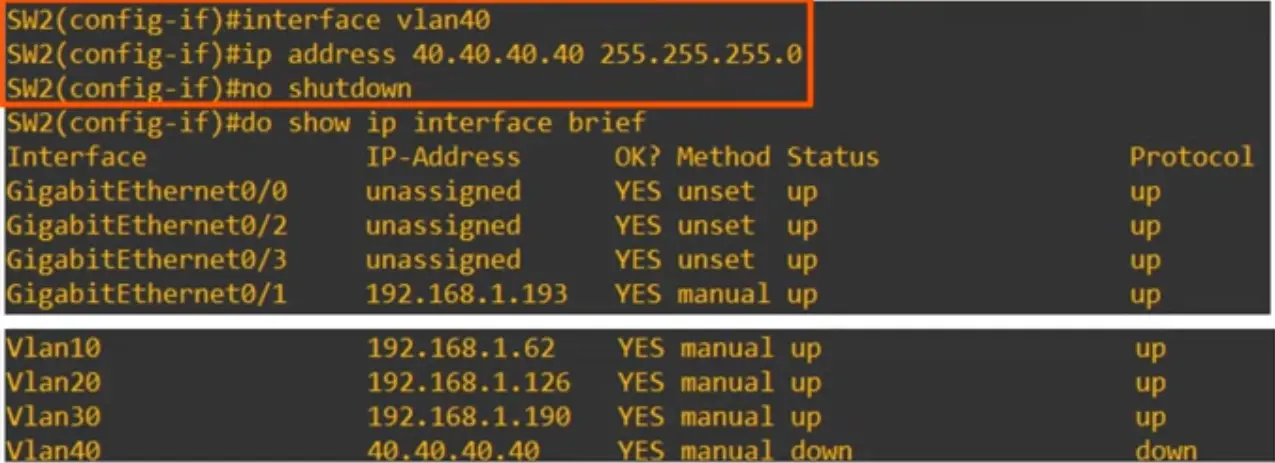 SW2(config-if)#interface vlan40
SW2(config-if)#ip address 40.40.40.40 255.255.255.0
SW2(config-if)#no shutdown
SW2(config-if)#do show ip interface brief
Interface IP-Address OK? Method Status Protocol
GigabitEthernet0/0 unassigned YES unset up up
GigabitEthernet0/2 unassigned YES unset up up
GigabitEthernet0/3 unassigned YES unset up up
GigabitEthernet0/1 192.168.1.193 YES manual up up
Vlan10 192.168.1.62 YES manual up up
Vlan20 192.168.1.126 YES manual up up
Vlan30 192.168.1.190 YES manual up up
Vlan40 40.40.40.40 YES manual down down